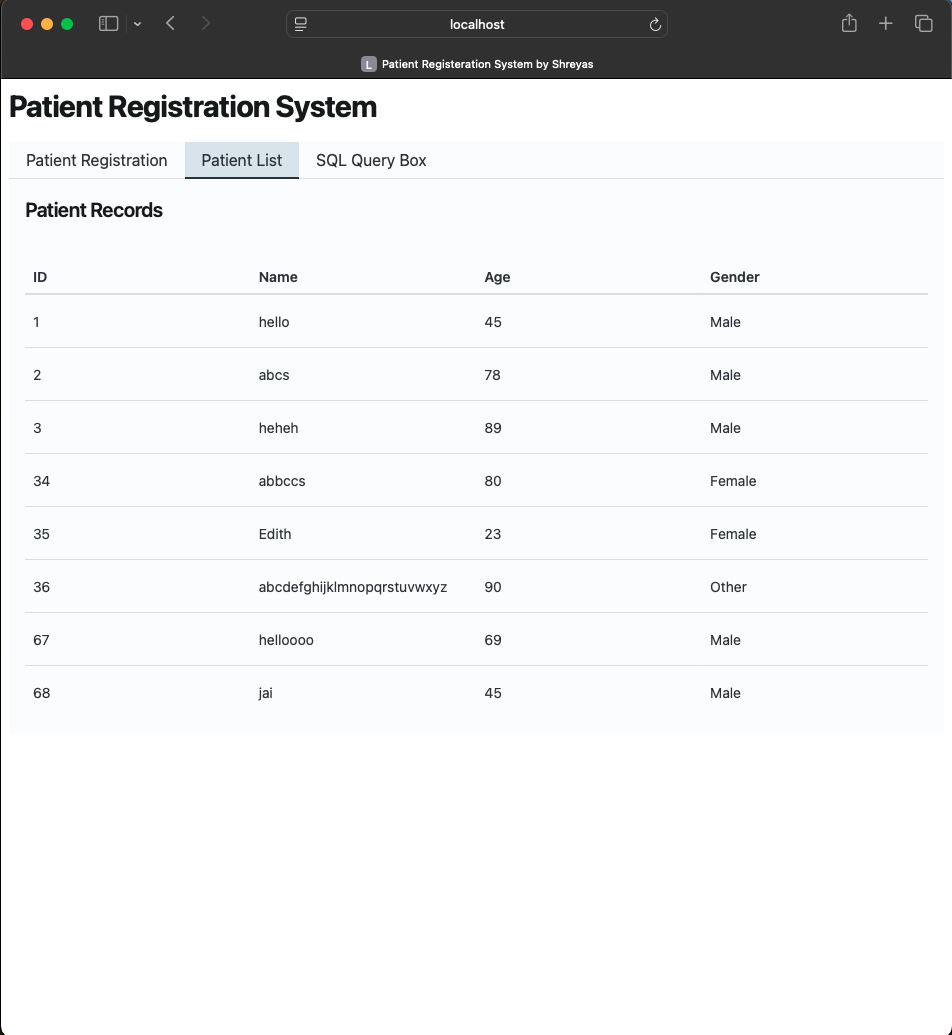 localhost
L Patient Registeration System by Shreyas
Patient Registration System
Patient Registration Patient List SQL Query Box
Patient Records
ID Name Age Gender
1 hello 45 Male
2 abcs 78 Male
3 heheh 89 Male
34 abbccs 80 Female
35 Edith 23 Female
36 abcdefghijklmnopqrstuvwxyz 90 Other
67 helloooo 69 Male
68 jai 45 Male